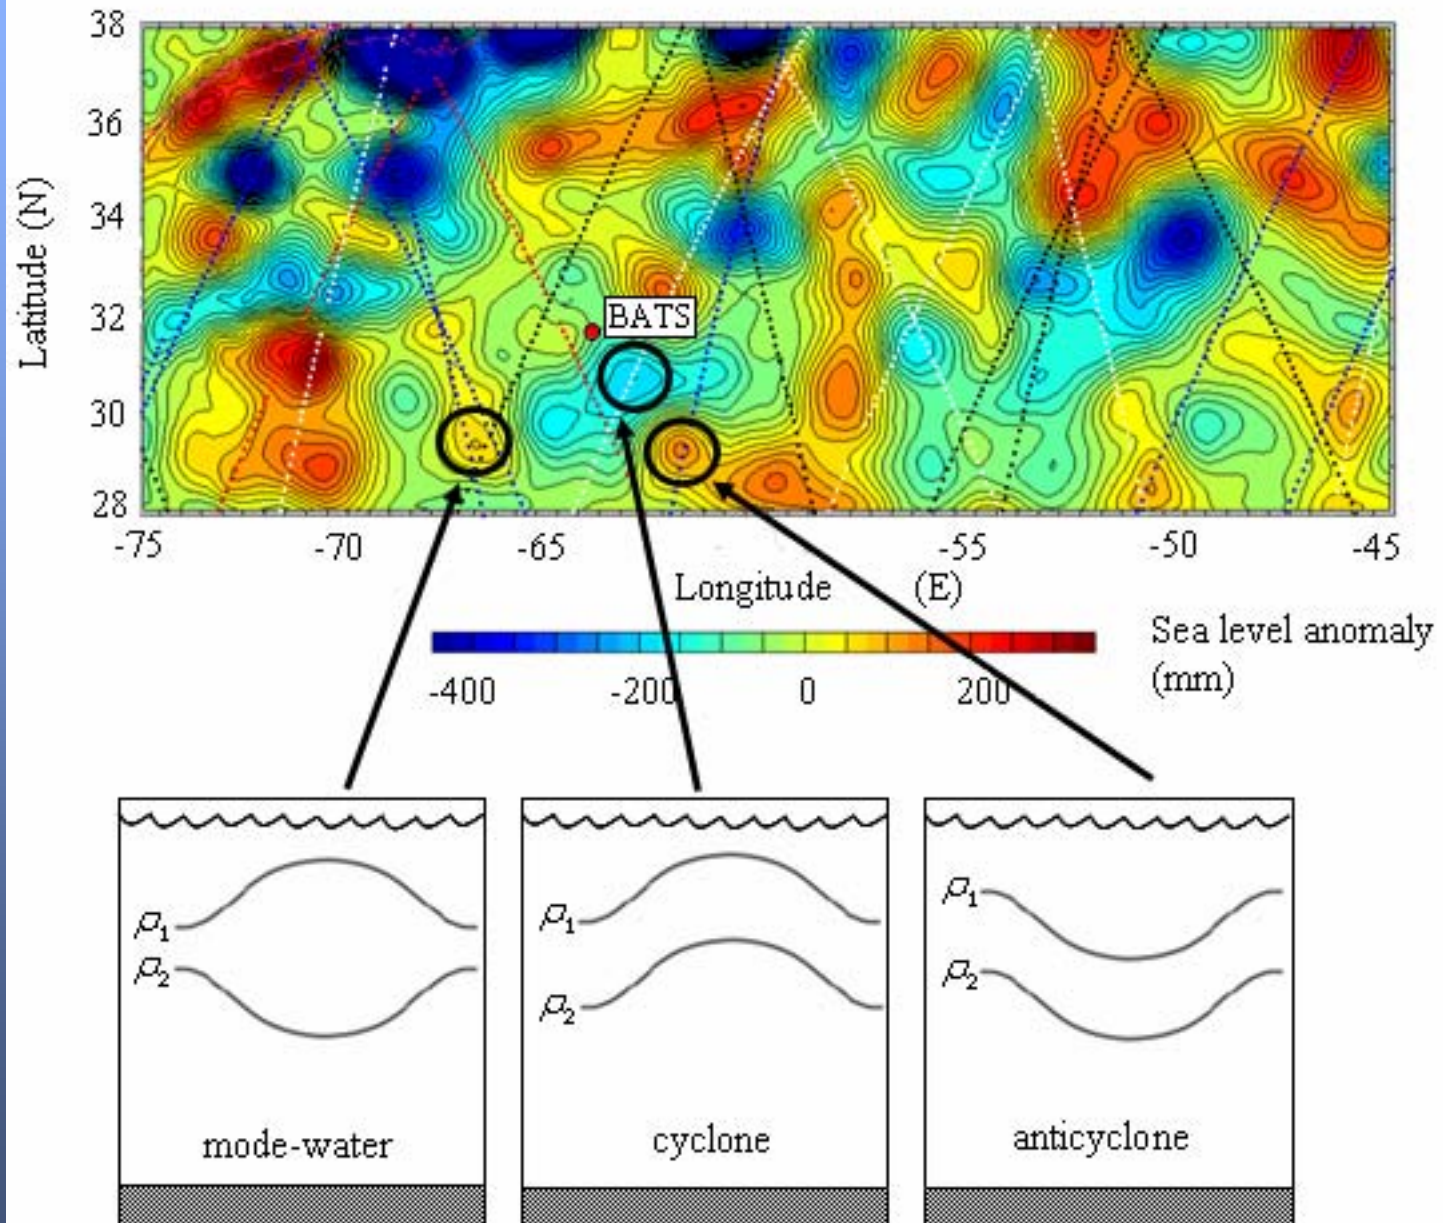 38
36
34
32
30
28
Latitude (N)
BATS
-75 -70 -65 -55 -50 -45
Longitude (E)
Sea level anomaly
(mm)
-400 -200 0 200
ρ1
ρ2
mode-water
ρ1
ρ2
cyclone
ρ1
ρ2
anticyclone